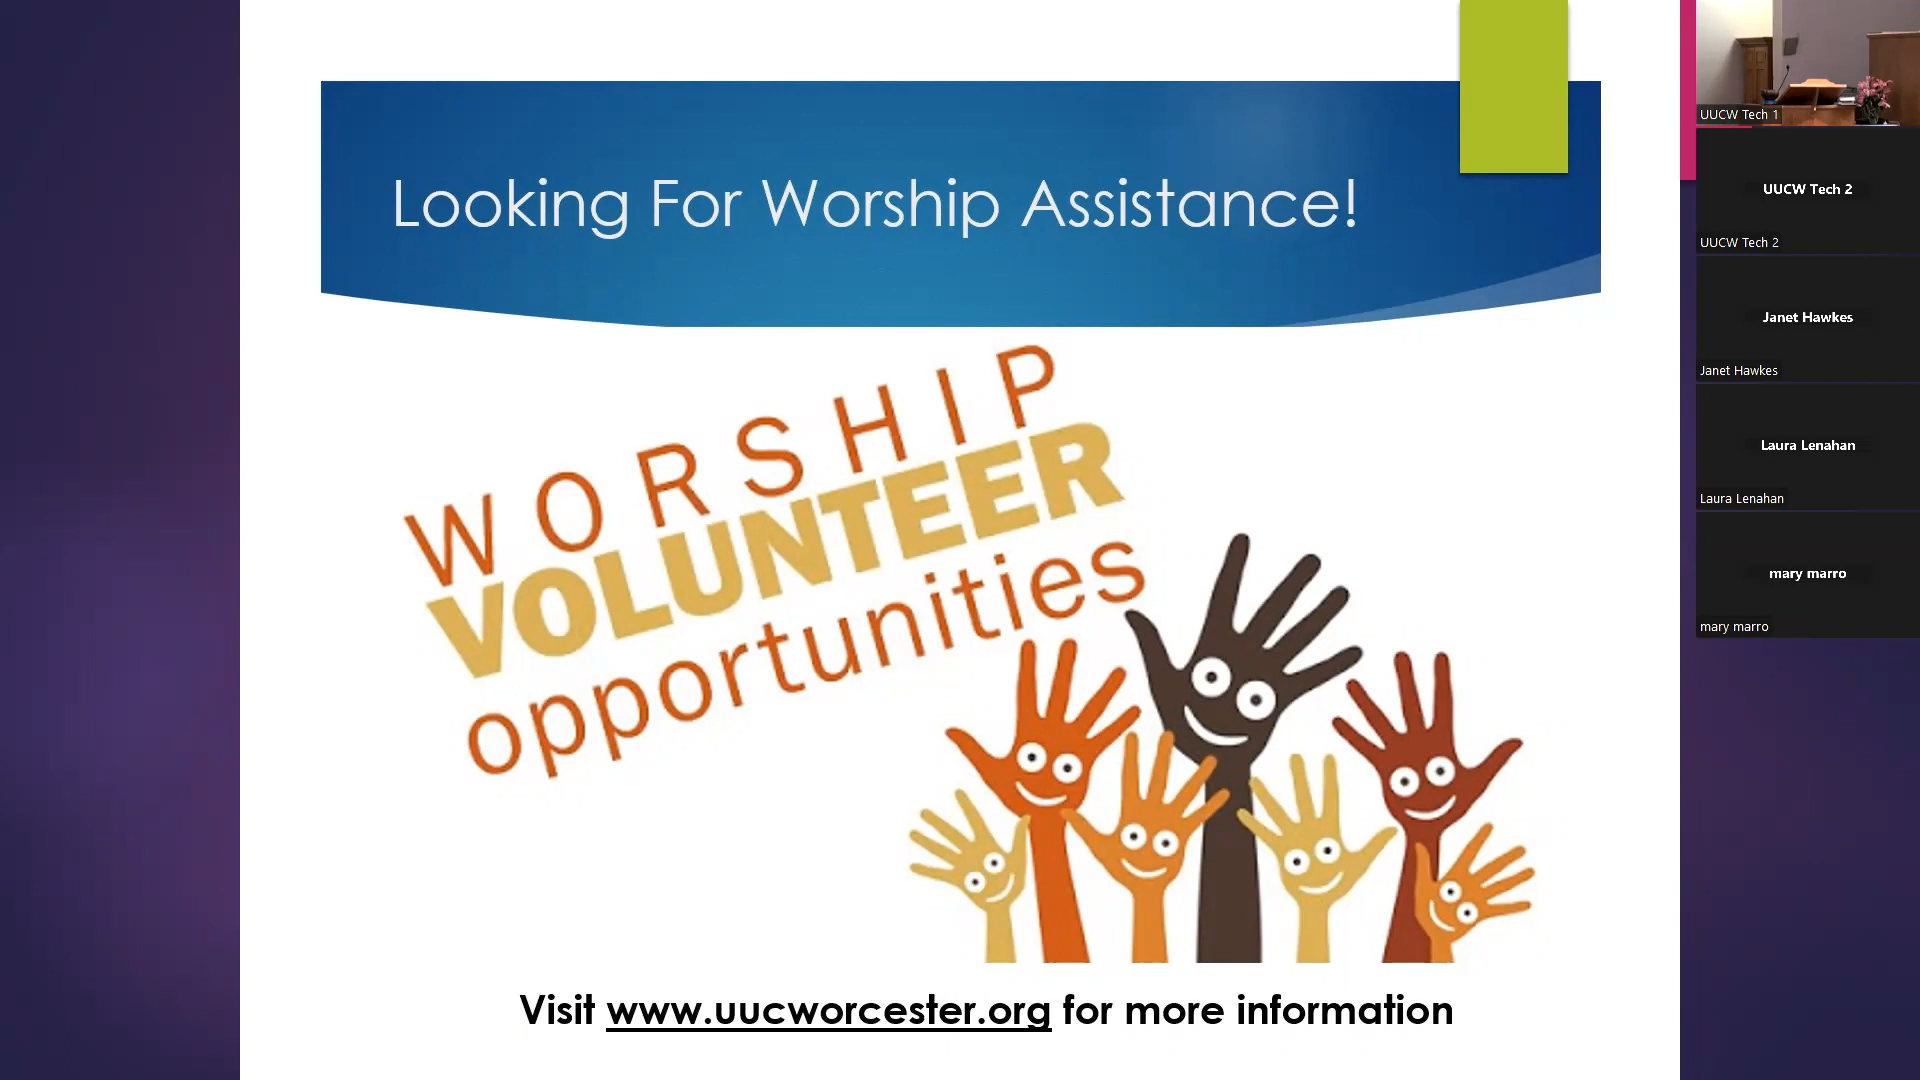 Looking For Worship Assistance!
WORSHIP
VOLUNTEER
opportunities
Visit www.uucworcester.org for more information
UUCW Tech 1
UUCW Tech 2
UUCW Tech 2
Janet Hawkes
Janet Hawkes
Laura Lenahan
Laura Lenahan
mary marro
mary marro